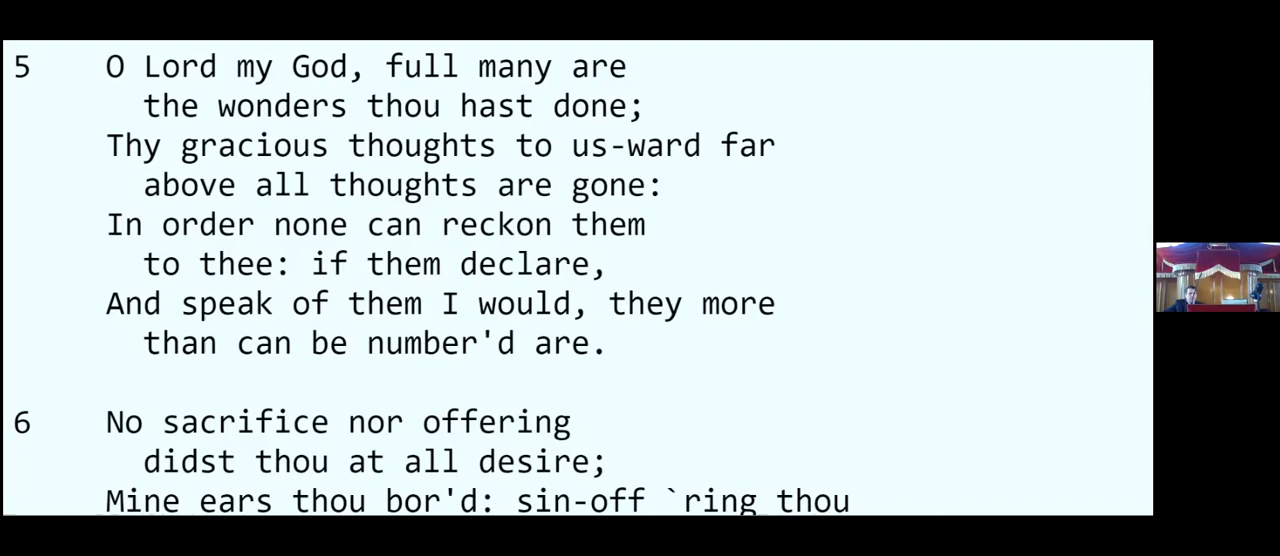 5 O Lord my God, full many are
the wonders thou hast done;
Thy gracious thoughts to us-ward far
above all thoughts are gone:
In order none can reckon them
to thee: if them declare,
And speak of them I would, they more
than can be number'd are.
6 No sacrifice nor offering
didst thou at all desire;
Mine ears thou bor'd: sin-off `ring thou